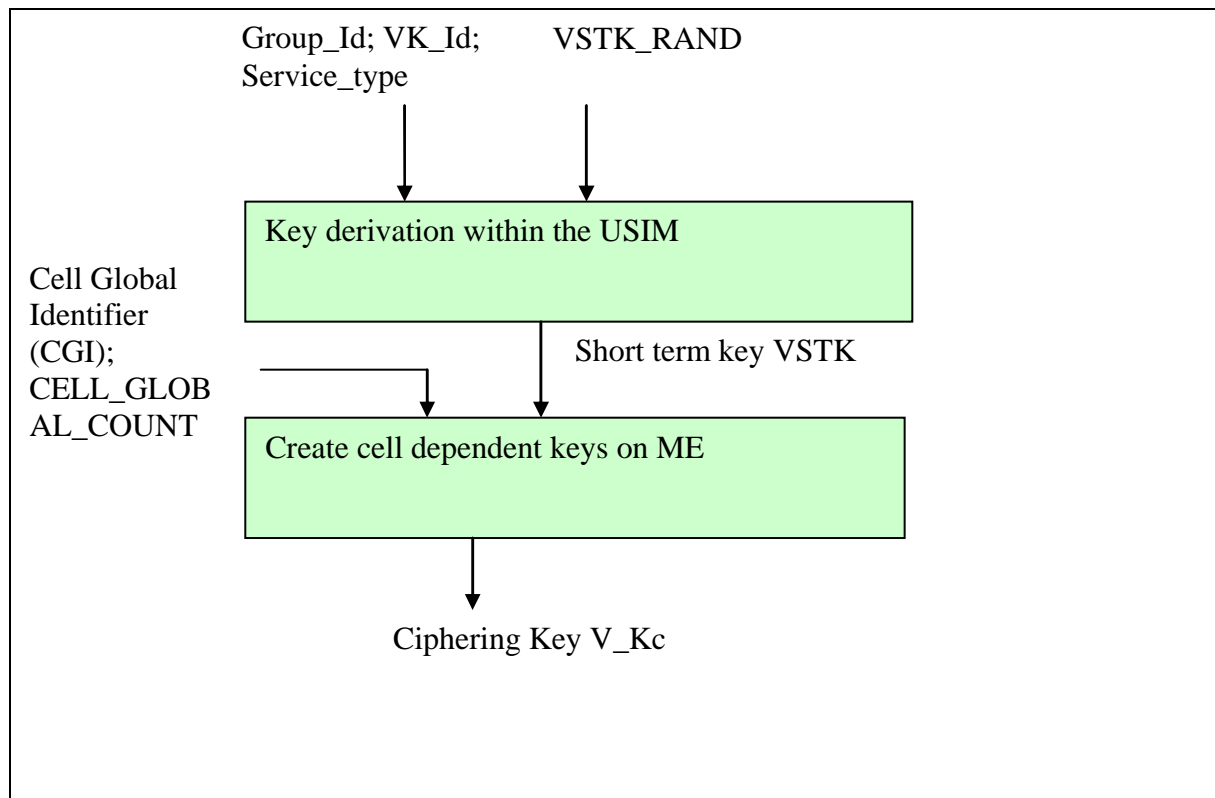 Group_Id; VK_Id;
Service_type
VSTK_RAND
Key derivation within the USIM
Cell Global
Identifier
(CGI);
CELL_GLOB
AL_COUNT
Short term key VSTK
Create cell dependent keys on ME
Ciphering Key V_Kc